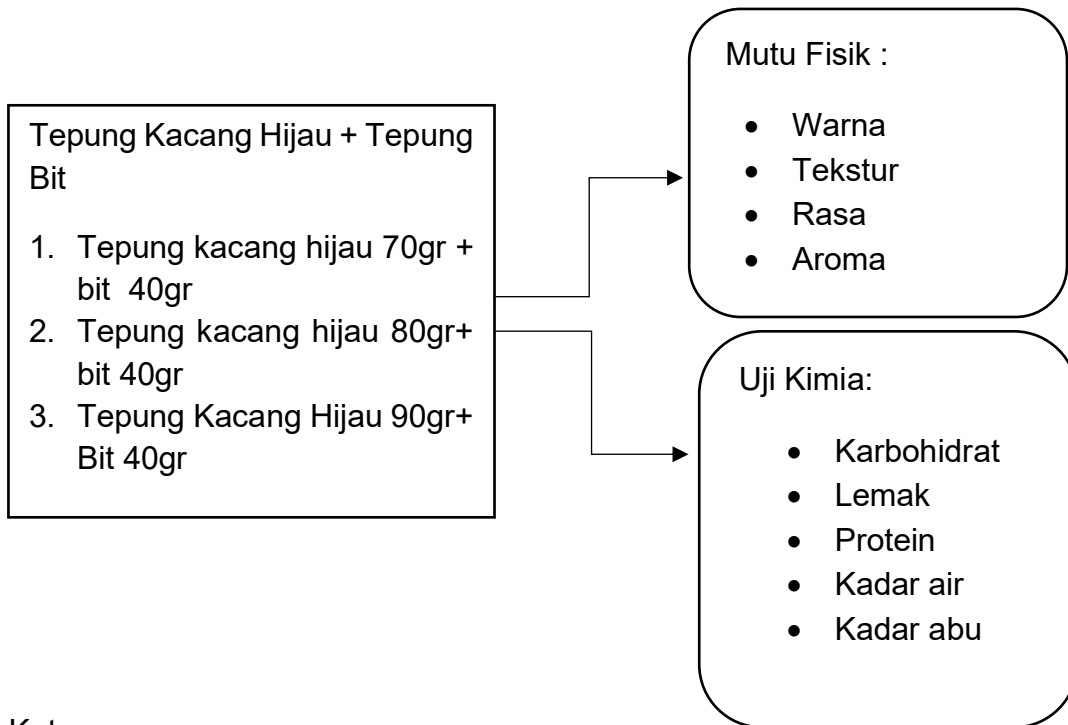 Tepung Kacang Hijau + Tepung
Bit
1. Tepung kacang hijau 70gr +
bit 40gr
2. Tepung kacang hijau 80gr+
bit 40gr
3. Tepung Kacang Hijau 90gr+
Bit 40gr
Mutu Fisik :
• Warna
• Tekstur
• Rasa
• Aroma
Uji Kimia:
• Karbohidrat
• Lemak
• Protein
• Kadar air
• Kadar abu